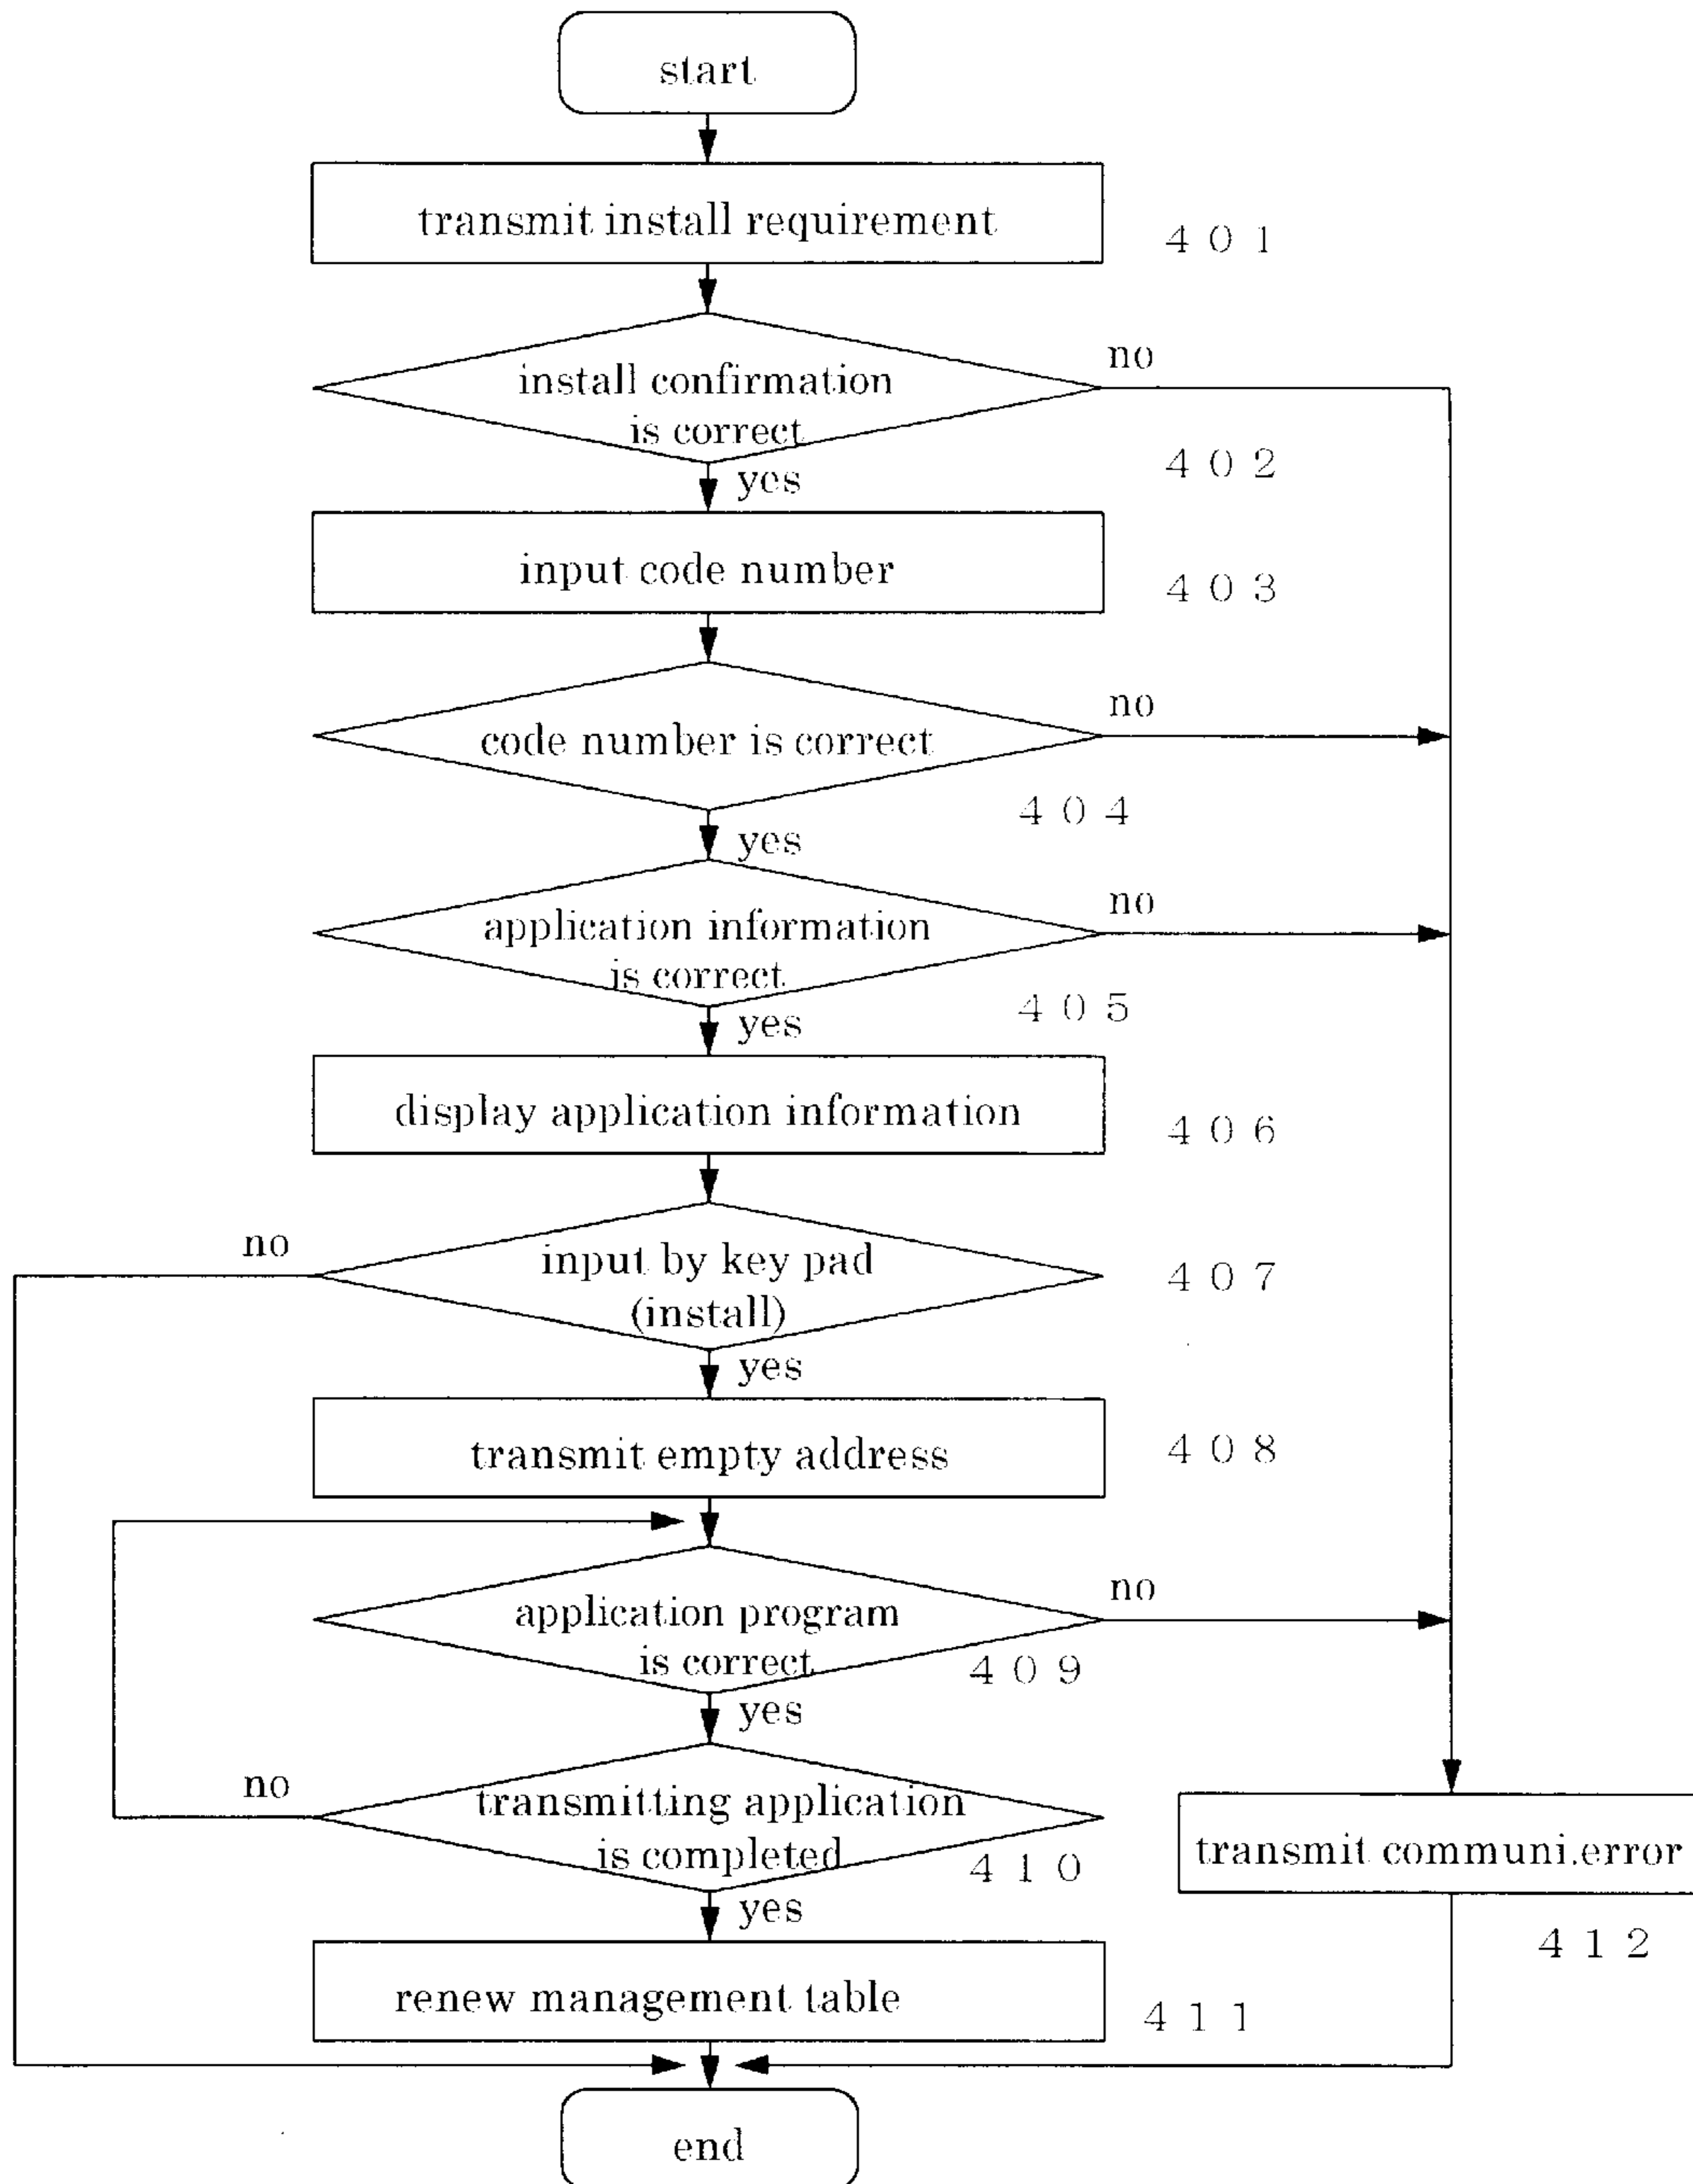 start
transmit install requirement
4 0 1
no
install confirmation
is correct
4 0 2
yes
input code number
4 0 3
no
code number is correct
4 0 4
yes
no
application information
is correct
4 0 5
yes
display application information
4 0 6
no
input by key pad
(install)
4 0 7
yes
transmit empty address
4 0 8
no
application program
is correct
4 0 9
yes
no
transmitting application
is completed
4 1 0
transmit communi.error
yes
4 1 2
renew management table
4 1 1
end